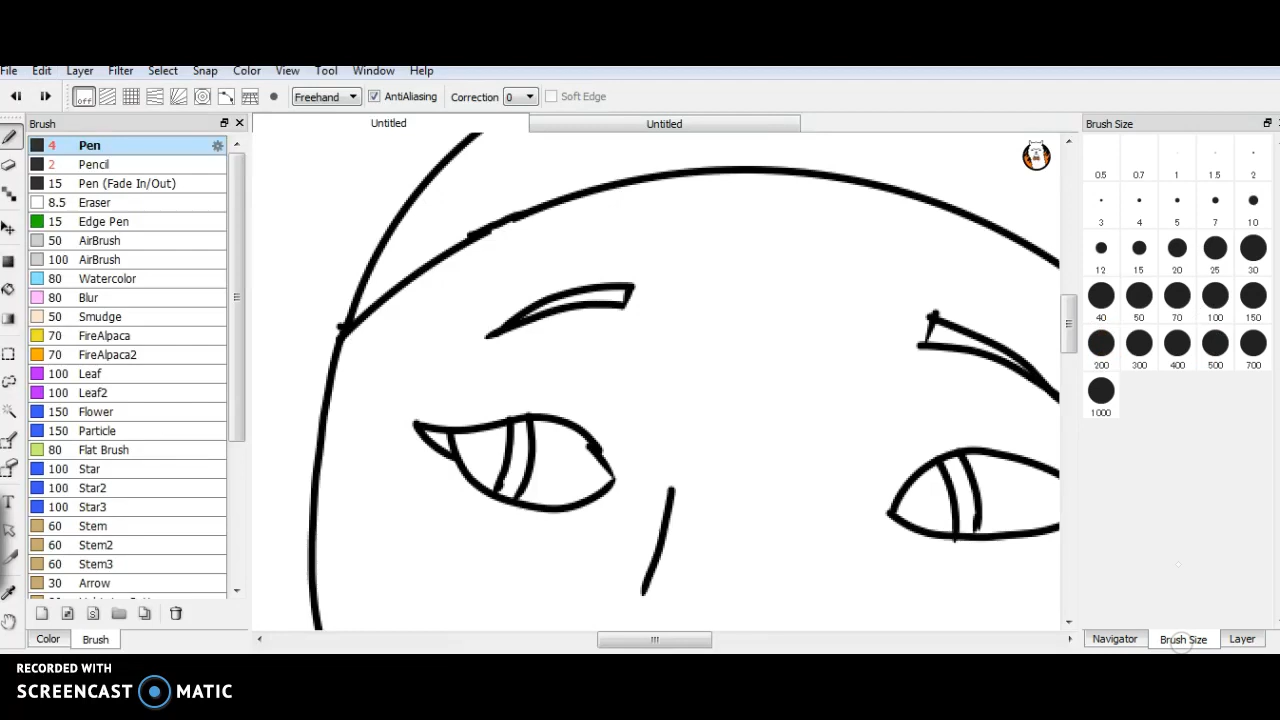 File Edit Layer Filter Select Snap Color View Tool Window Help
off Freehand AntiAliasing Correction 0 Soft Edge
Brush
4 Pen
2 Pencil
15 Pen (Fade In/Out)
8.5 Eraser
15 Edge Pen
50 AirBrush
100 AirBrush
80 Watercolor
80 Blur
50 Smudge
70 FireAlpaca
70 FireAlpaca2
100 Leaf
100 Leaf2
150 Flower
150 Particle
80 Flat Brush
100 Star
100 Star2
100 Star3
60 Stem
60 Stem2
60 Stem3
30 Arrow
Color Brush
Untitled Untitled
Brush Size
0.5 0.7 1 1.5 2
3 4 5 7 10
12 15 20 25 30
40 50 70 100 150
200 300 400 500 700
1000
Navigator Brush Size Layer
RECORDED WITH
SCREENCAST MATIC